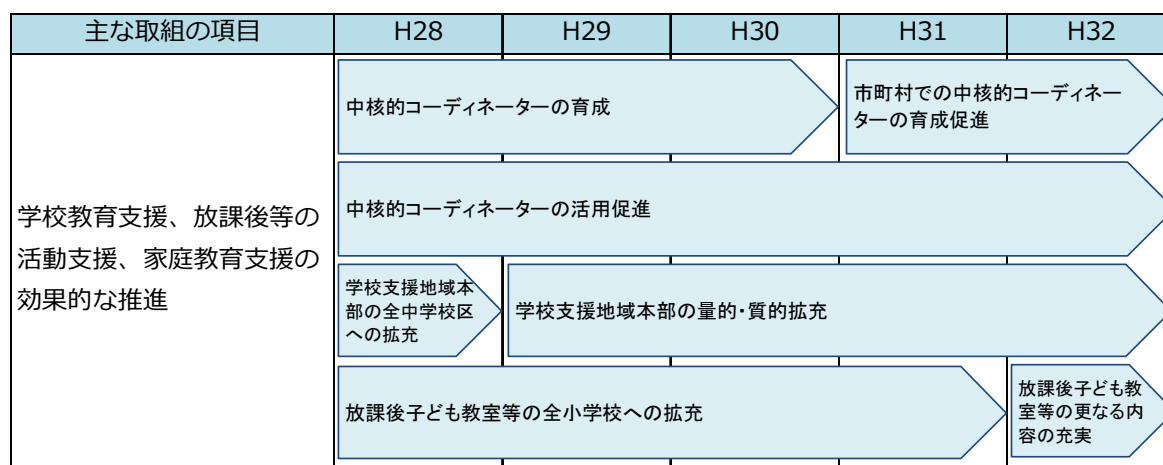 主な取組の項目 H28 H29 H30 H31 H32
学校教育支援、放課後等の
活動支援、家庭教育支援の
効果的な推進
中核的コーディネーターの育成
市町村での中核的コーディネー
ターの育成促進
中核的コーディネーターの活用促進
学校支援地域本
部の全中学校区
への拡充
学校支援地域本部の量的・質的拡充
放課後子ども教室等の全小学校への拡充
放課後子ども教
室等の更なる内
容の充実